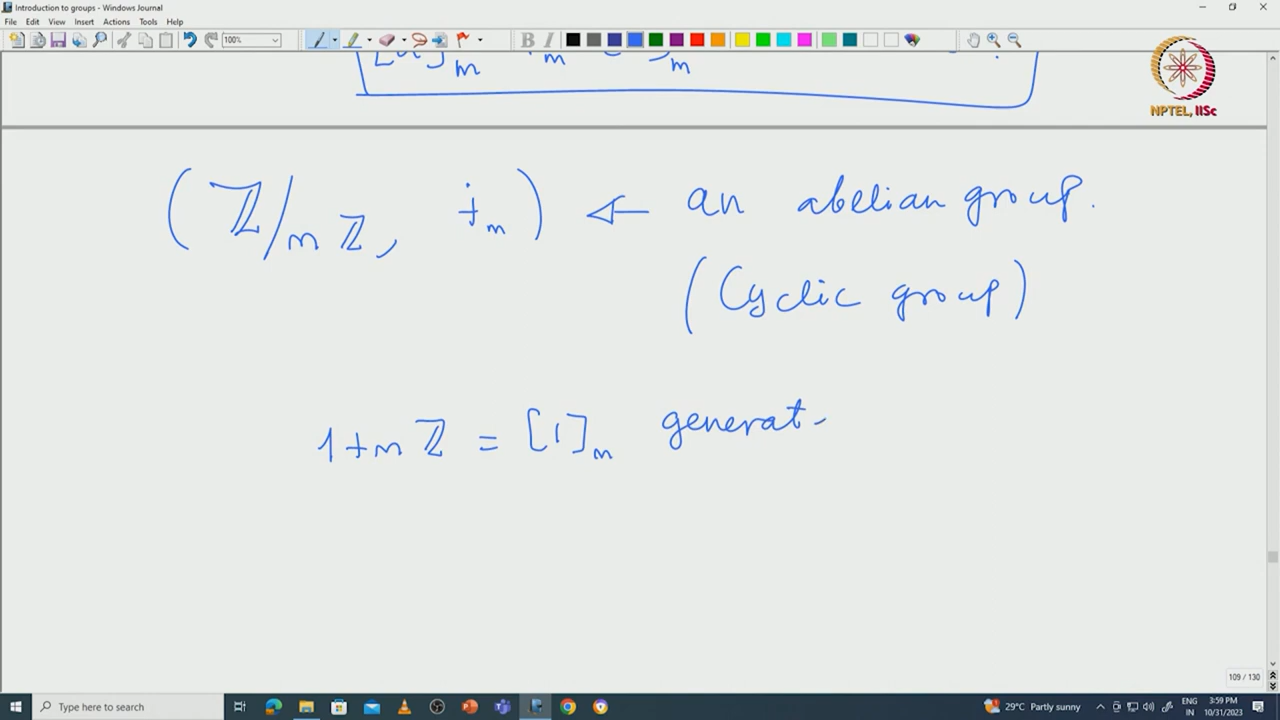 Introduction to groups - Windows Journal
File Edit View Insert Actions Tools Help
100%
B I
NPTEL, IISc
(ℤ/mℤ, +m) ← an abelian group.
(Cyclic group)
1+mℤ = [1]m generat
109 / 130
Type here to search
29°C Partly sunny
ENG
IN
3:59 PM
10/31/2023